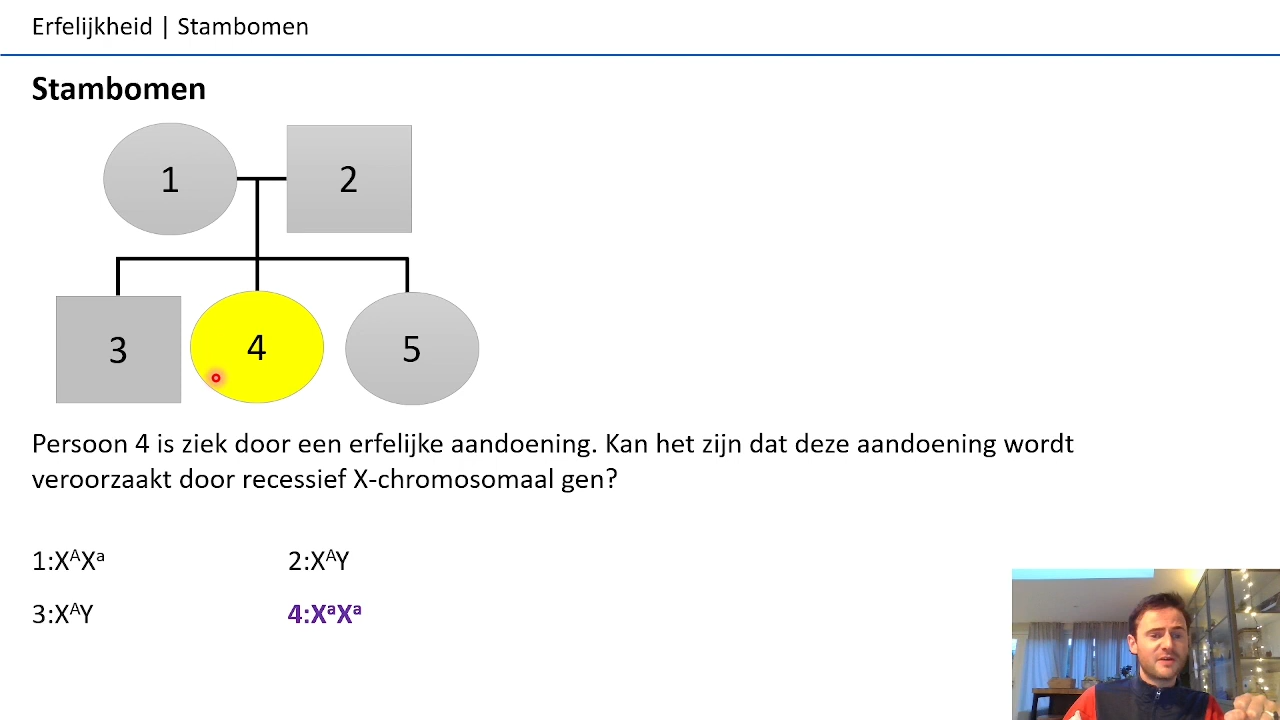 Erfelijkheid | Stambomen
Stambomen
1
2
3
4
5
Persoon 4 is ziek door een erfelijke aandoening. Kan het zijn dat deze aandoening wordt
veroorzaakt door recessief X-chromosomaal gen?
1:XᴬXᵃ
2:XᴬY
3:XᴬY
4:XᵃXᵃ